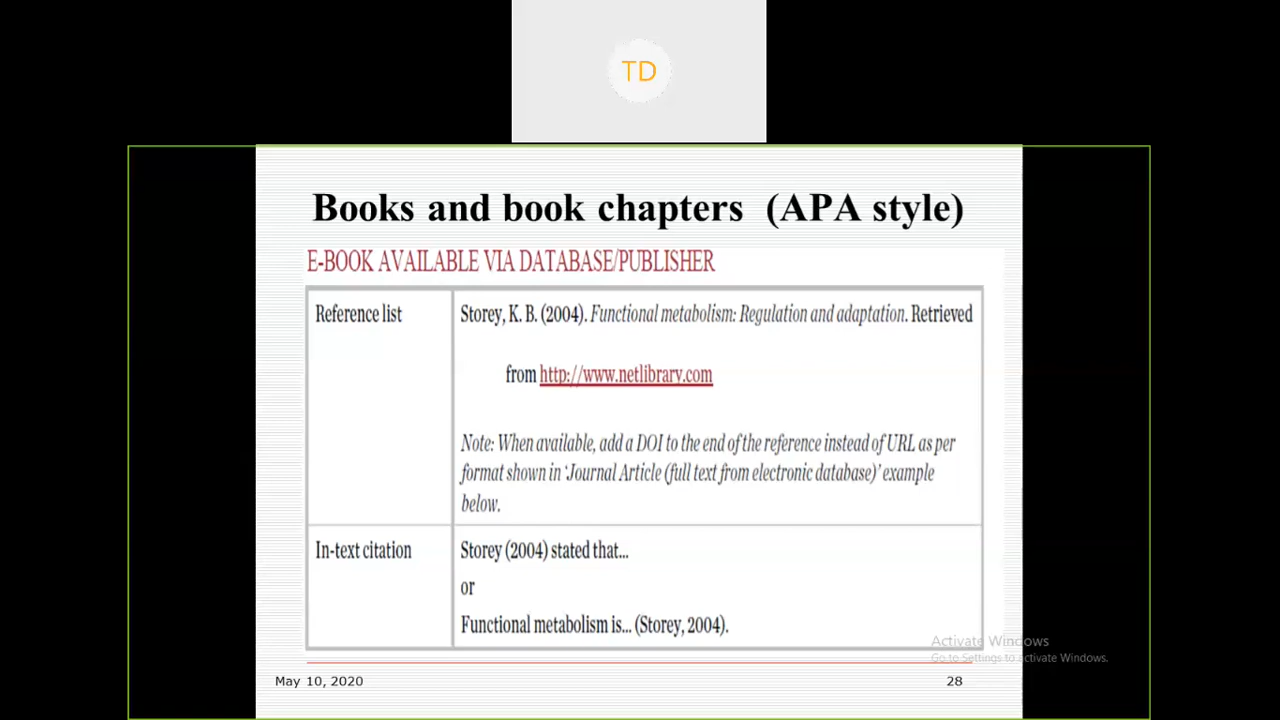 TD
Books and book chapters (APA style)
E-BOOK AVAILABLE VIA DATABASE/PUBLISHER
Reference list
Storey, K. B. (2004). Functional metabolism: Regulation and adaptation. Retrieved
from http://www.netlibrary.com
Note: When available, add a DOI to the end of the reference instead of URL as per
format shown in ‘Journal Article (full text from electronic database)’ example
below.
In-text citation
Storey (2004) stated that...
or
Functional metabolism is... (Storey, 2004).
Activate Windows
Go to Settings to activate Windows.
May 10, 2020
28